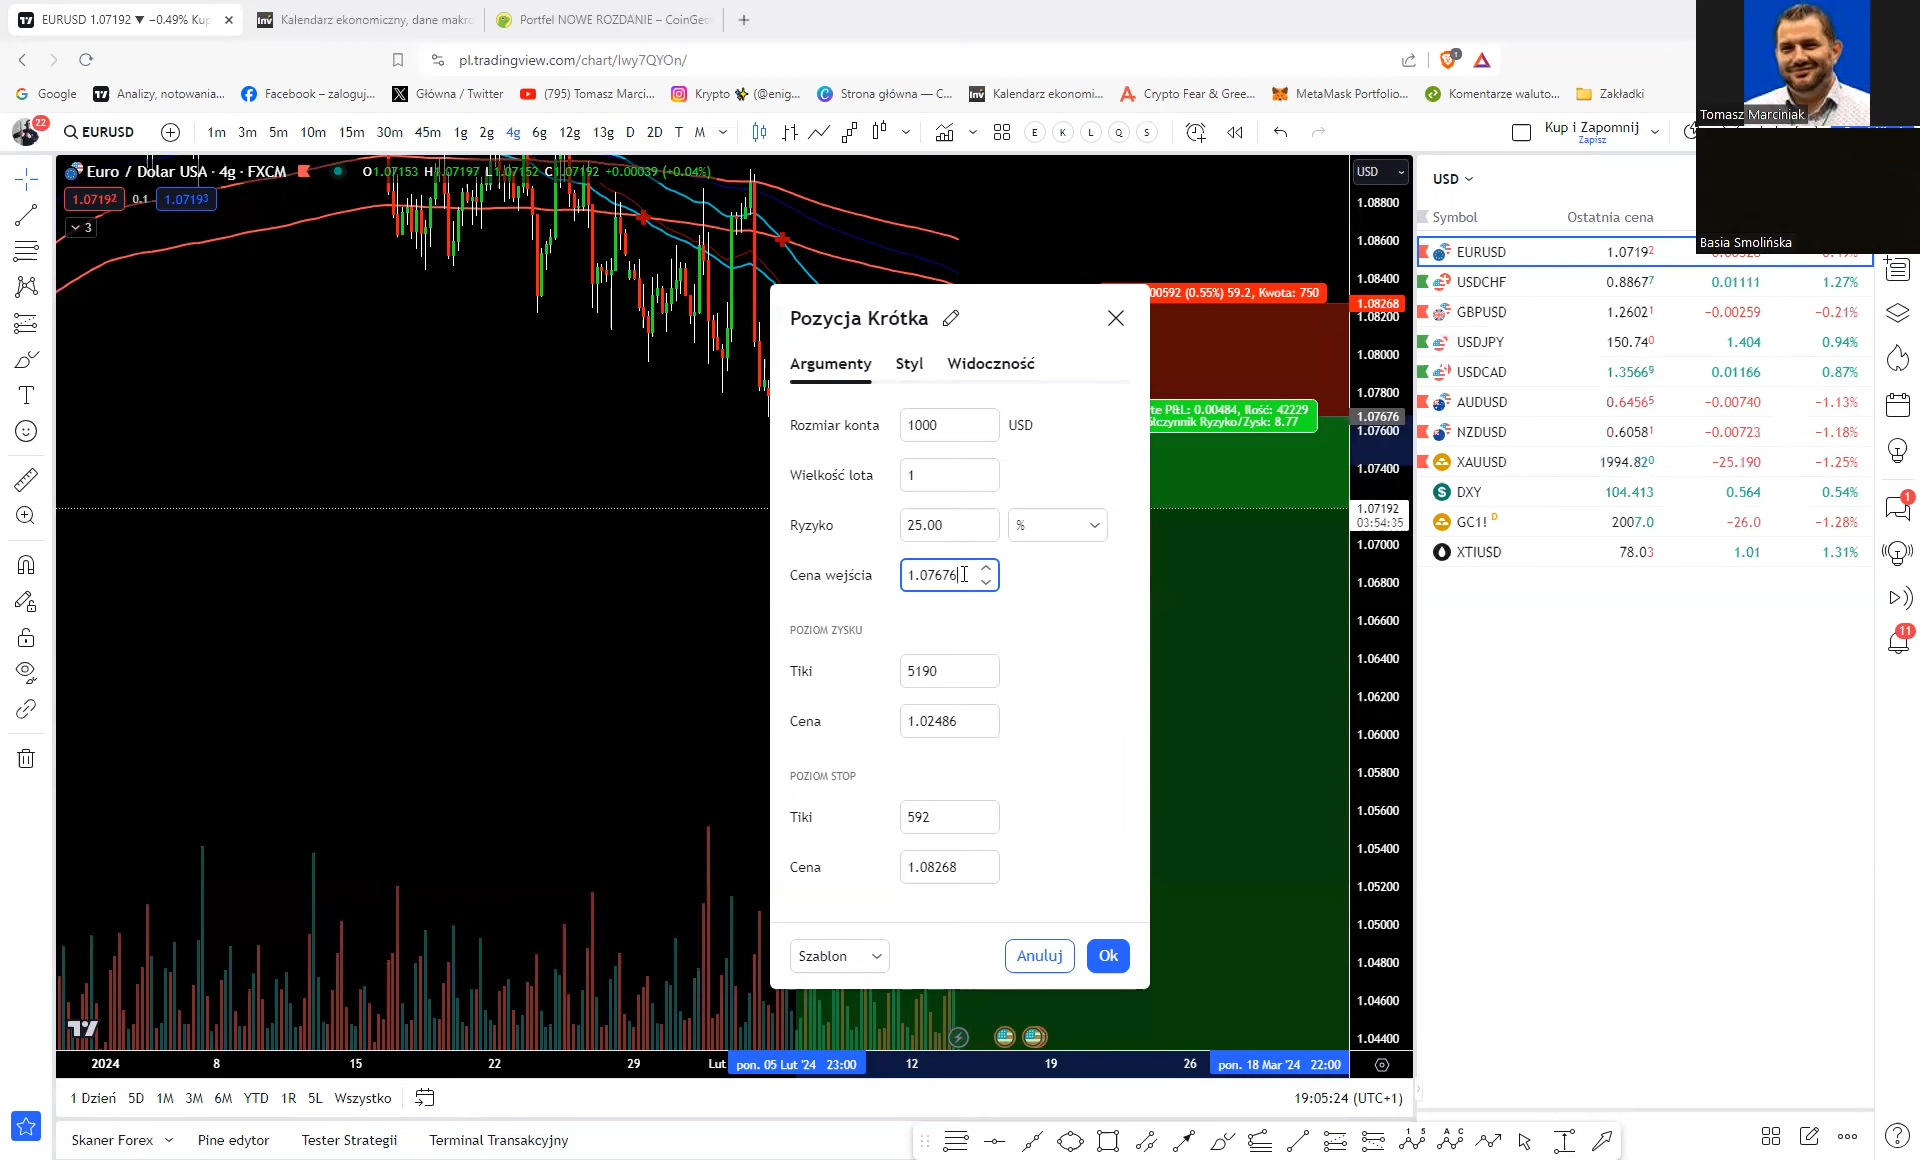 EURUSD 1.07192 ▼ −0.49% Kup
Kalendarz ekonomiczny, dane makro
Portfel NOWE ROZDANIE – CoinGec
pl.tradingview.com/chart/Iwy7QYOn/
1
Google
Analizy, notowania...
Facebook – zaloguj...
Główna / Twitter
(795) Tomasz Marci...
Krypto (@enig...
Strona główna — C...
Kalendarz ekonomi...
Crypto Fear & Gree...
MetaMask Portfolio...
Komentarze waluto...
Zakładki
Tomasz Marciniak
22
EURUSD
1m 3m 5m 10m 15m 30m 45m 1g 2g 4g 6g 12g 13g D 2D T M
E K L Q S
Kup i Zapomnij
Zapisz
Euro / Dolar USA · 4g · FXCM
O1.07153 H1.07197 L1.07152 C1.07192 +0.00039 (+0.04%)
1.07192
0.1
1.07193
3
USD
USD
Symbol
Ostatnia cena
Basia Smolińska
EURUSD 1.07192
USDCHF 0.88677 0.01111 1.27%
GBPUSD 1.26021 −0.00259 −0.21%
USDJPY 150.740 1.404 0.94%
USDCAD 1.35669 0.01166 0.87%
AUDUSD 0.64565 −0.00740 −1.13%
NZDUSD 0.60581 −0.00723 −1.18%
XAUUSD 1994.820 −25.190 −1.25%
DXY 104.413 0.564 0.54%
GC1! D 2007.0 −26.0 −1.28%
XTIUSD 78.03 1.01 1.31%
1
11
Pozycja Krótka
Argumenty Styl Widoczność
Rozmiar konta 1000 USD
Wielkość lota 1
Ryzyko 25.00 %
Cena wejścia 1.07676
POZIOM ZYSKU
Tiki 5190
Cena 1.02486
POZIOM STOP
Tiki 592
Cena 1.08268
Szablon
Anuluj
Ok
00592 (0.55%) 59.2, Kwota: 750
te P&L: 0.00484, Ilość: 42229
ółczynnik Ryzyko/Zysk: 8.77
1.08800
1.08600
1.08400
1.08268
1.08200
1.08000
1.07800
1.07676
1.07600
1.07400
1.07192
03:54:35
1.07000
1.06800
1.06600
1.06400
1.06200
1.06000
1.05800
1.05600
1.05400
1.05200
1.05000
1.04800
1.04600
1.04400
2024 8 15 22 29 Lut pon. 05 Lut '24 23:00 12 19 26 pon. 18 Mar '24 22:00
1 Dzień 5D 1M 3M 6M YTD 1R 5L Wszystko
19:05:24 (UTC+1)
Skaner Forex
Pine edytor
Tester Strategii
Terminal Transakcyjny